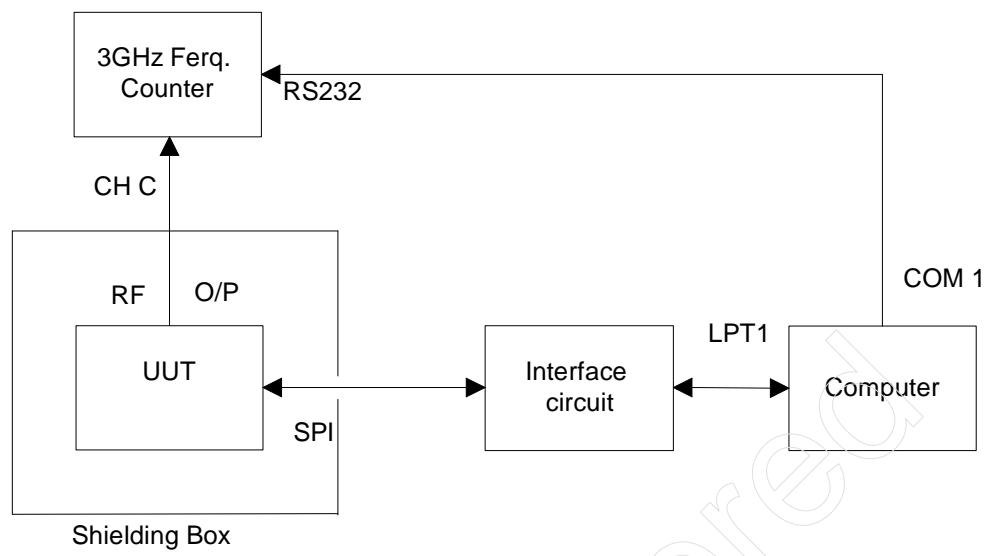 3GHz Ferq.
Counter
RS232
CH C
RF O/P
COM 1
UUT
SPI
Interface
circuit
LPT1
Computer
Shielding Box